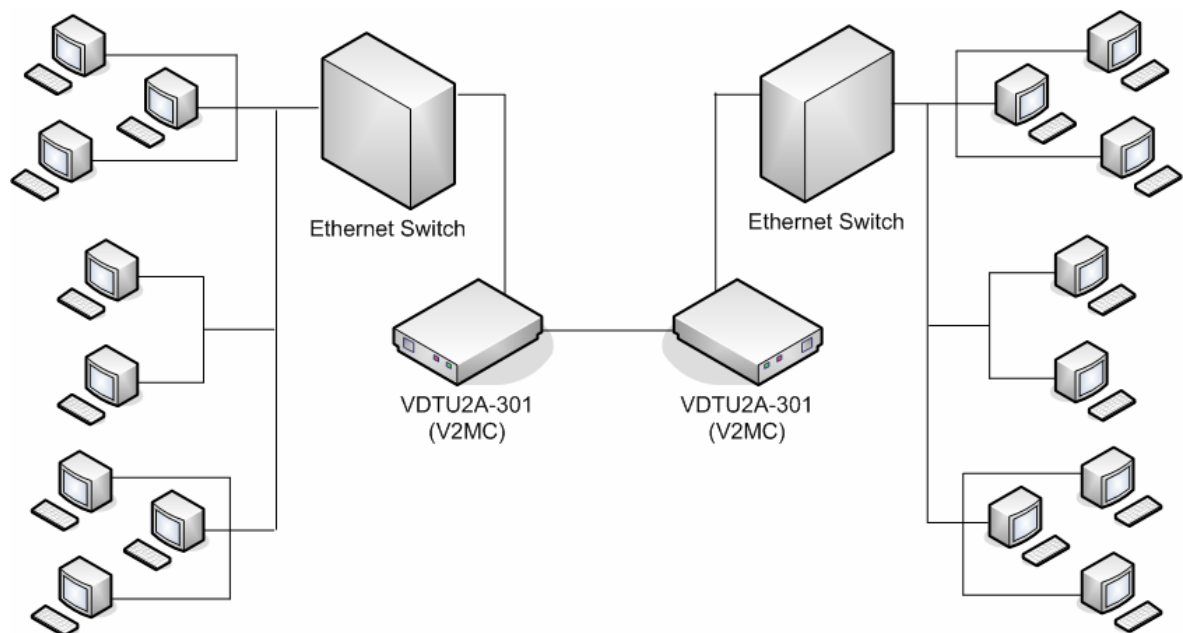 Ethernet Switch
Ethernet Switch
VDTU2A-301
(V2MC)
VDTU2A-301
(V2MC)